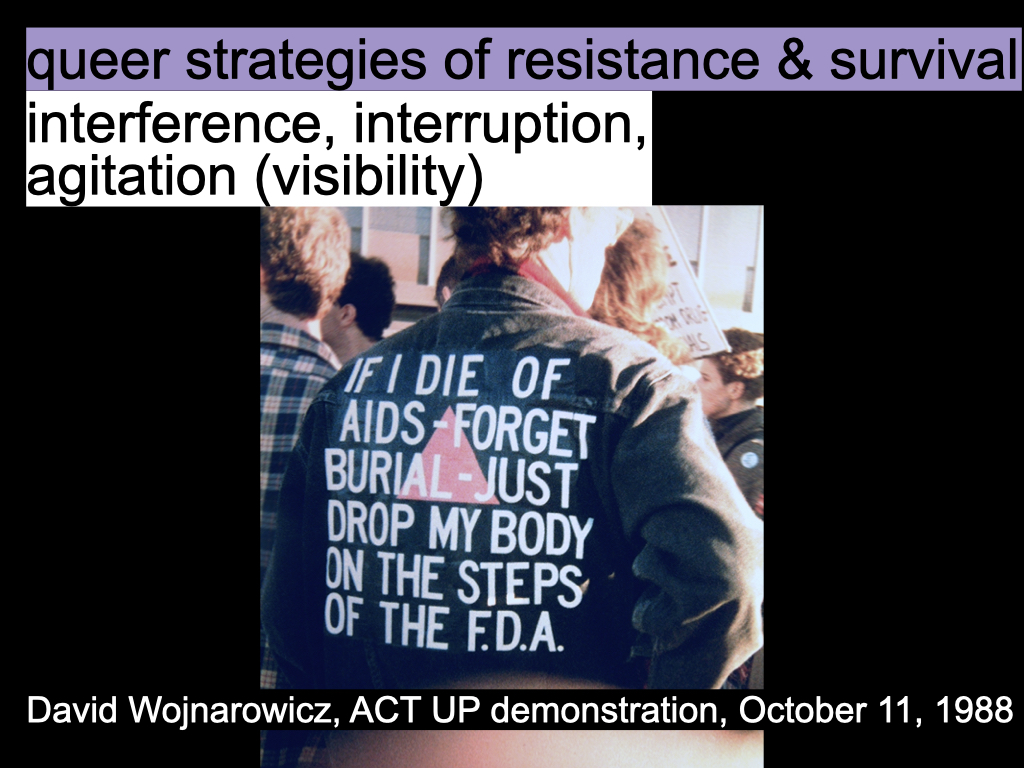 queer strategies of resistance & survival
interference, interruption,
agitation (visibility)
IF I DIE OF
AIDS - FORGET
BURIAL - JUST
DROP MY BODY
ON THE STEPS
OF THE F.D.A.
David Wojnarowicz, ACT UP demonstration, October 11, 1988